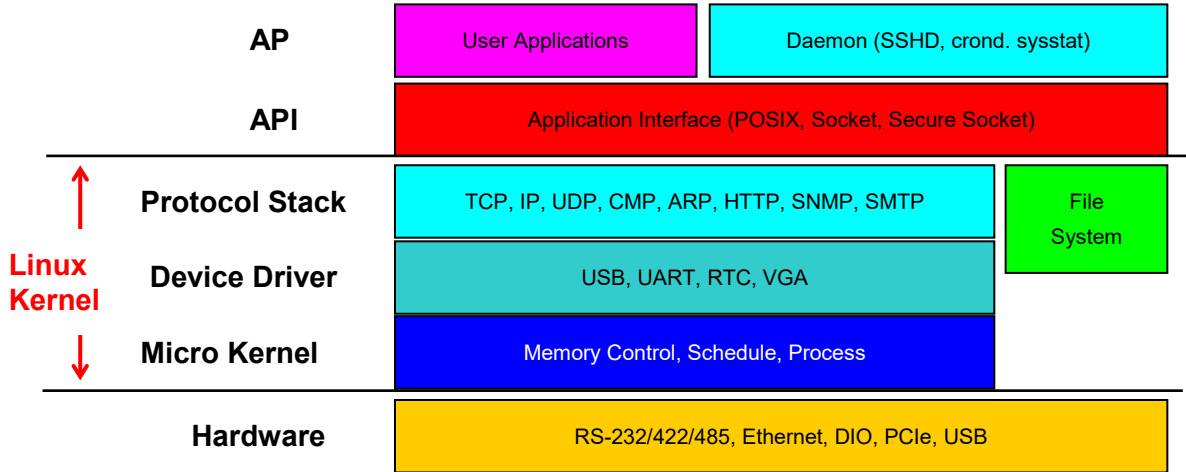 AP
User Applications
Daemon (SSHD, crond. sysstat)
API
Application Interface (POSIX, Socket, Secure Socket)
Linux
Kernel
Protocol Stack
TCP, IP, UDP, CMP, ARP, HTTP, SNMP, SMTP
File
System
Device Driver
USB, UART, RTC, VGA
Micro Kernel
Memory Control, Schedule, Process
Hardware
RS-232/422/485, Ethernet, DIO, PCIe, USB